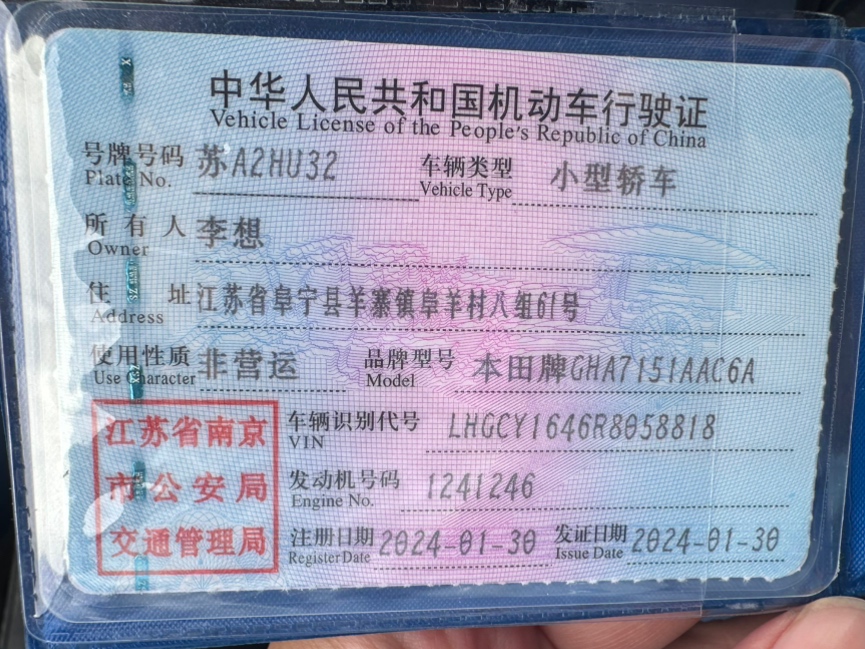 中华人民共和国机动车行驶证
Vehicle License of the People's Republic of China
号牌号码 苏A2HU32 车辆类型 小型轿车
Plate No. Vehicle Type
所有人 李想
Owner
住址 江苏省阜宁县羊寨镇阜羊村八组61号
Address
使用性质 非营运 品牌型号 本田牌GHA7151AAC6A
Use Character Model
江苏省南京 车辆识别代号 LHGCY1646R8058818
VIN
市公安局 发动机号码 1241246
Engine No.
交通管理局 注册日期 2024-01-30 发证日期 2024-01-30
Register Date Issue Date